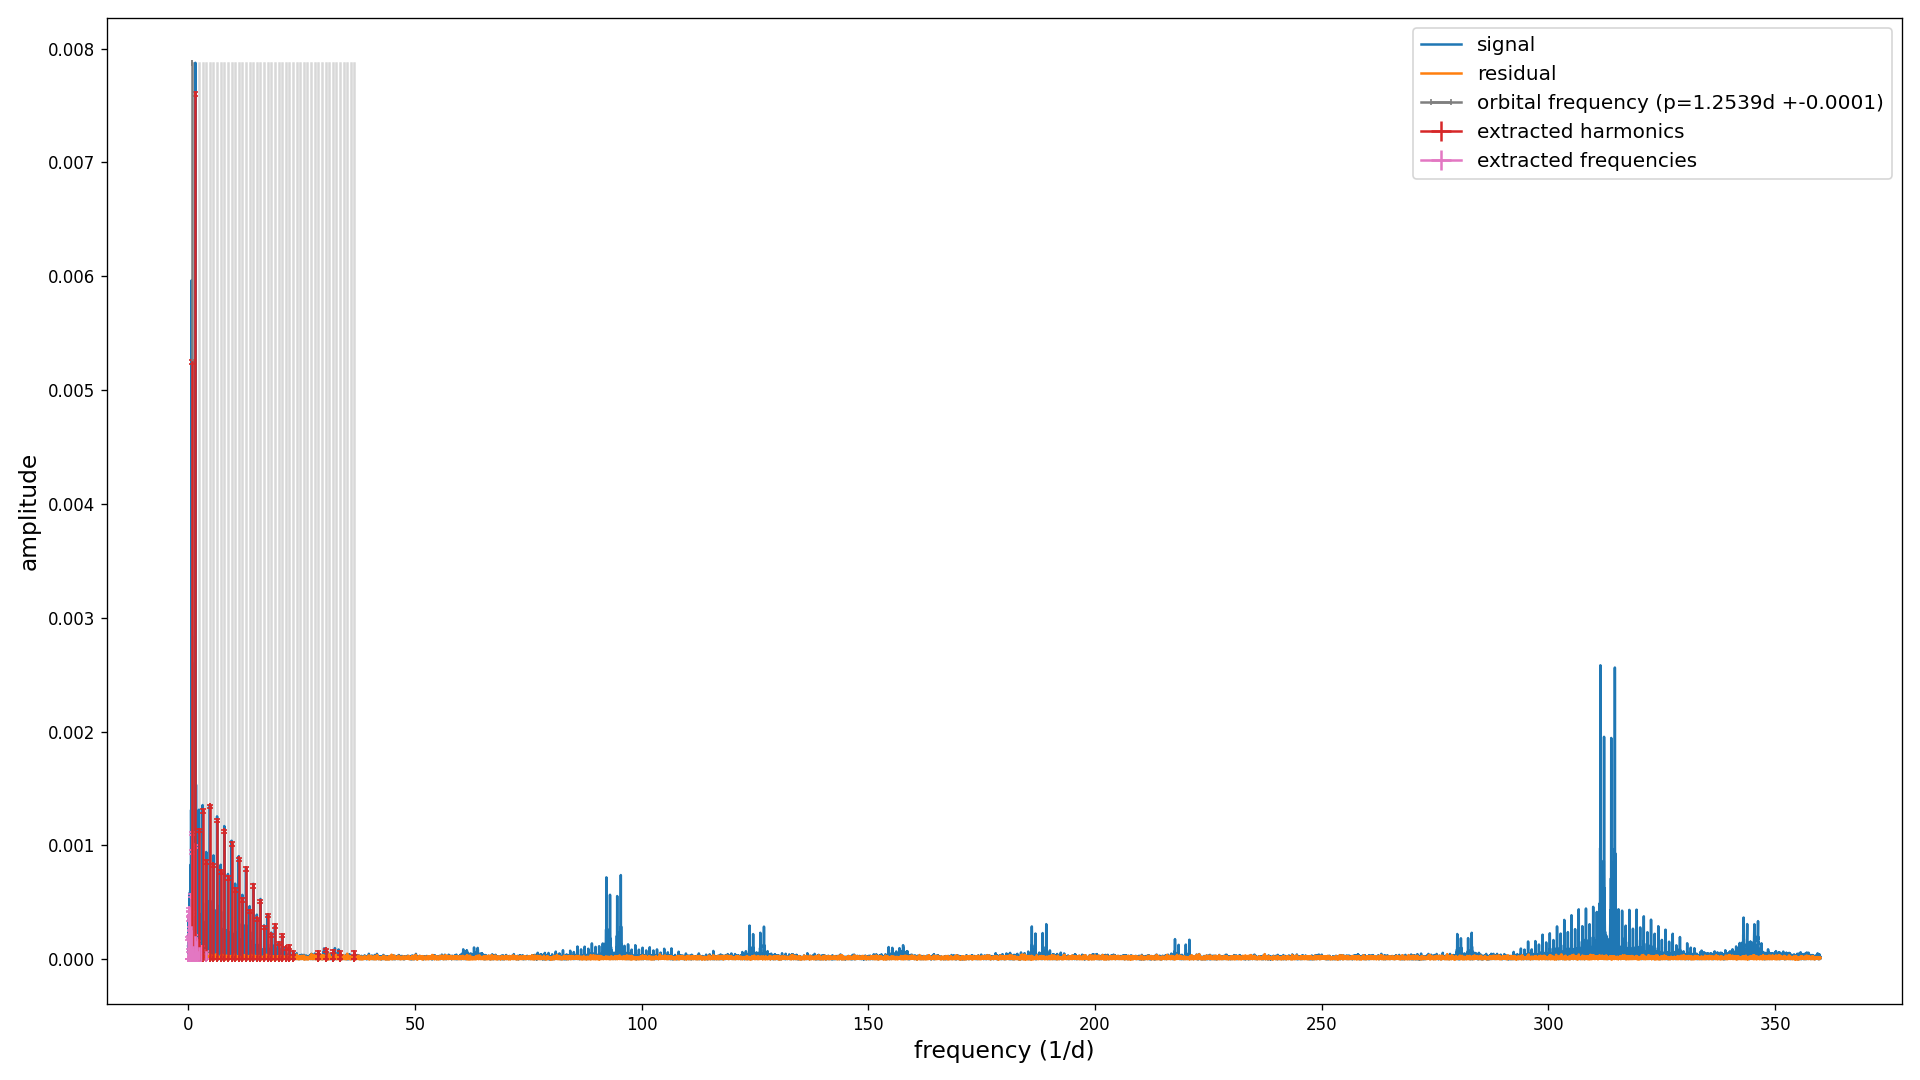 signal
residual
orbital frequency (p=1.2539d +-0.0001)
extracted harmonics
extracted frequencies
0.008
0.007
0.006
0.005
0.004
0.003
0.002
0.001
0.000
amplitude
0 50 100 150 200 250 300 350
frequency (1/d)